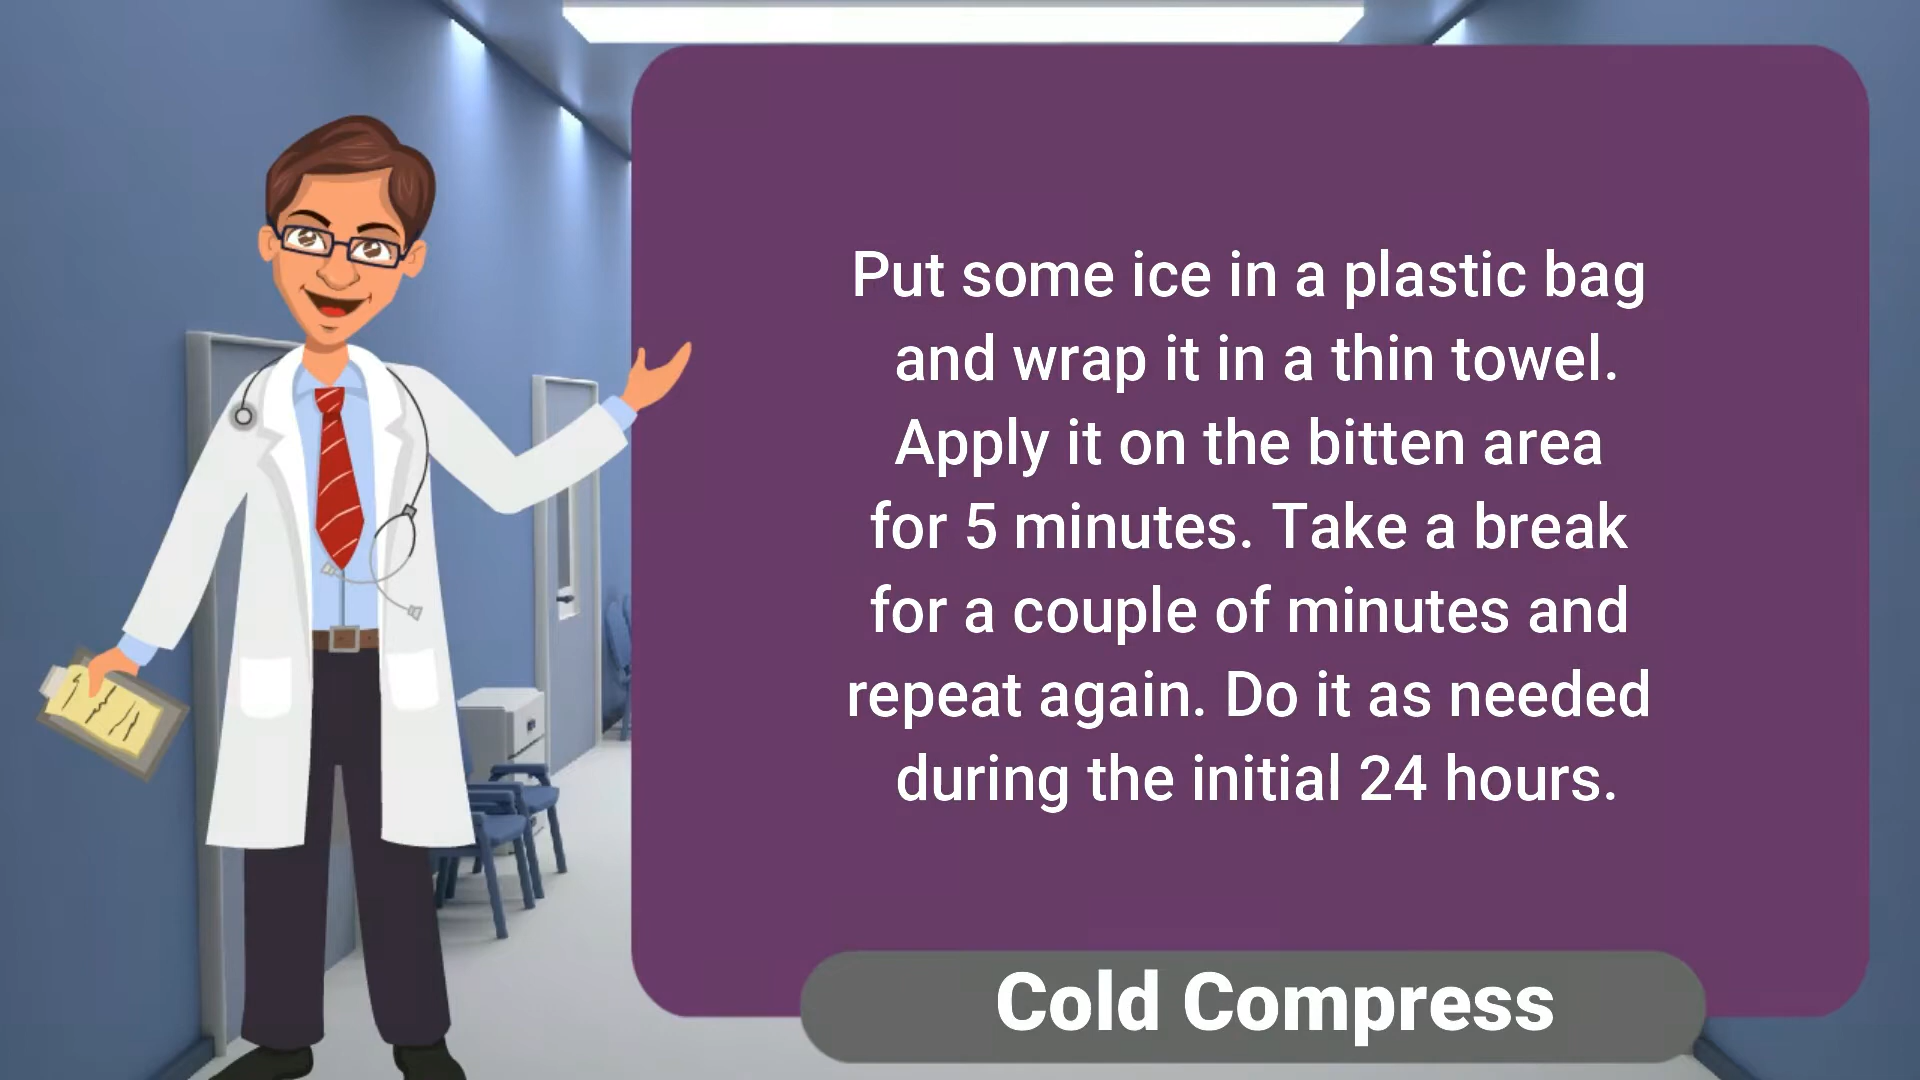 Put some ice in a plastic bag
and wrap it in a thin towel.
Apply it on the bitten area
for 5 minutes. Take a break
for a couple of minutes and
repeat again. Do it as needed
during the initial 24 hours.
Cold Compress